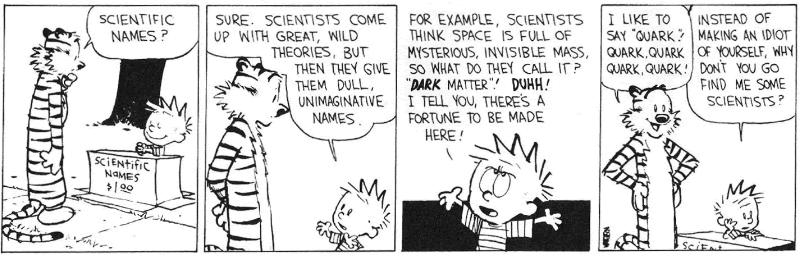 SCIENTIFIC
NAMES?
SCIENTIFIC
NAMES
$1.00
SURE. SCIENTISTS COME
UP WITH GREAT, WILD
THEORIES, BUT
THEN THEY GIVE
THEM DULL,
UNIMAGINATIVE
NAMES.
FOR EXAMPLE, SCIENTISTS
THINK SPACE IS FULL OF
MYSTERIOUS, INVISIBLE MASS,
SO WHAT DO THEY CALL IT?
"DARK MATTER"! DUHH!
I TELL YOU, THERE'S A
FORTUNE TO BE MADE
HERE!
I LIKE TO
SAY "QUARK"!
QUARK, QUARK,
QUARK, QUARK!
INSTEAD OF
MAKING AN IDIOT
OF YOURSELF, WHY
DON'T YOU GO
FIND ME SOME
SCIENTISTS?
SCIENT